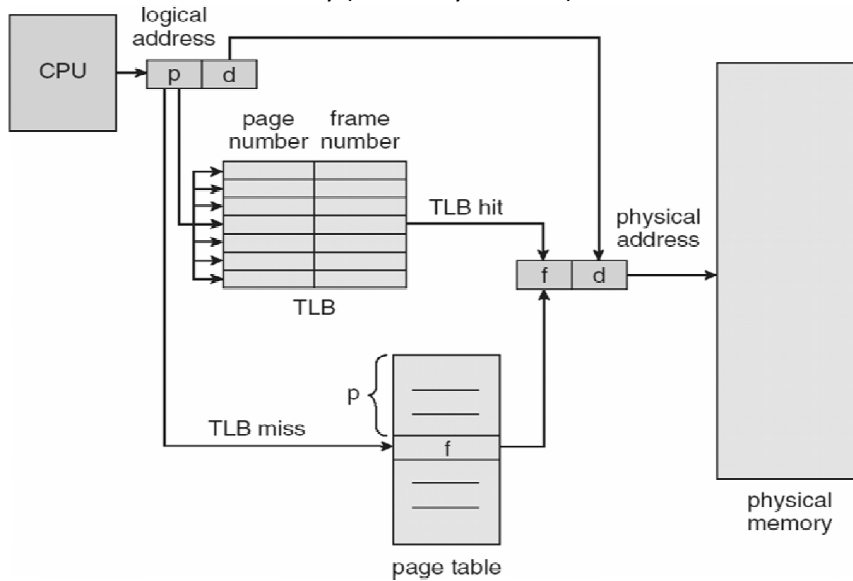 logical
address
CPU
p d
page
number
frame
number
TLB hit
physical
address
f d
TLB
p
TLB miss
f
physical
memory
page table